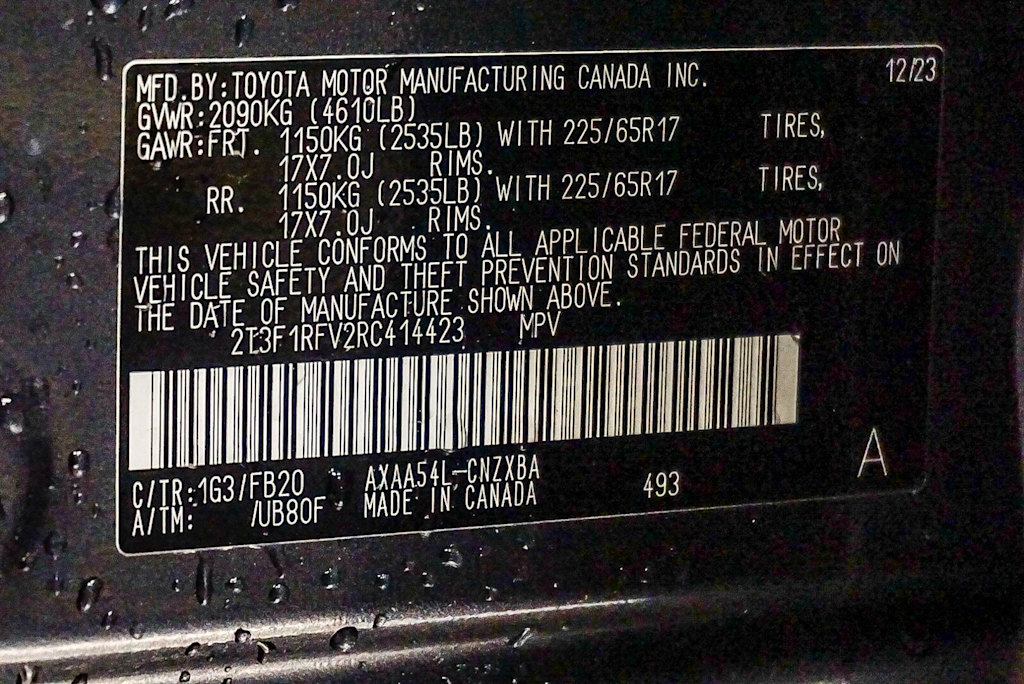 MFD.BY:TOYOTA MOTOR MANUFACTURING CANADA INC. 12/23
GVWR:2090KG (4610LB)
GAWR:FRT. 1150KG (2535LB) WITH 225/65R17 TIRES,
17X7.0J RIMS.
RR. 1150KG (2535LB) WITH 225/65R17 TIRES,
17X7.0J RIMS.
THIS VEHICLE CONFORMS TO ALL APPLICABLE FEDERAL MOTOR
VEHICLE SAFETY AND THEFT PREVENTION STANDARDS IN EFFECT ON
THE DATE OF MANUFACTURE SHOWN ABOVE.
2T3F1RFV2RC414423 MPV
A
C/TR:1G3/FB20 AXAA54L-CNZXBA 493
A/TM: /UB80F MADE IN CANADA